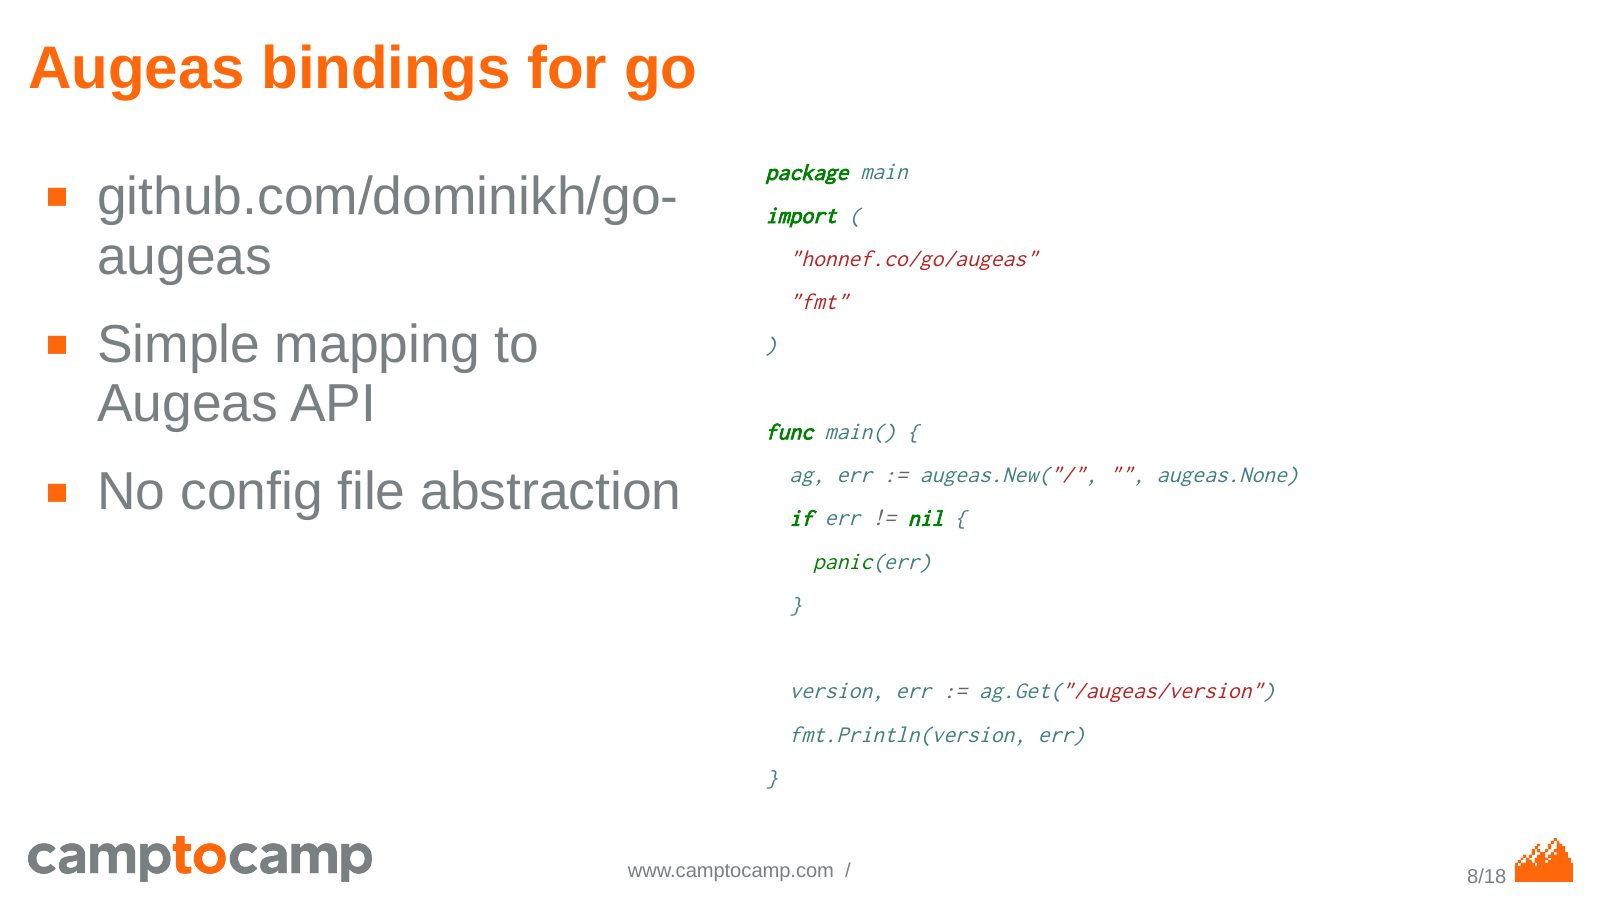 Augeas bindings for go
github.com/dominikh/go-
augeas
Simple mapping to
Augeas API
No config file abstraction
package main
import (
  "honnef.co/go/augeas"
  "fmt"
)
func main() {
  ag, err := augeas.New("/", "", augeas.None)
  if err != nil {
    panic(err)
  }
  version, err := ag.Get("/augeas/version")
  fmt.Println(version, err)
}
camptocamp
www.camptocamp.com /
8/18